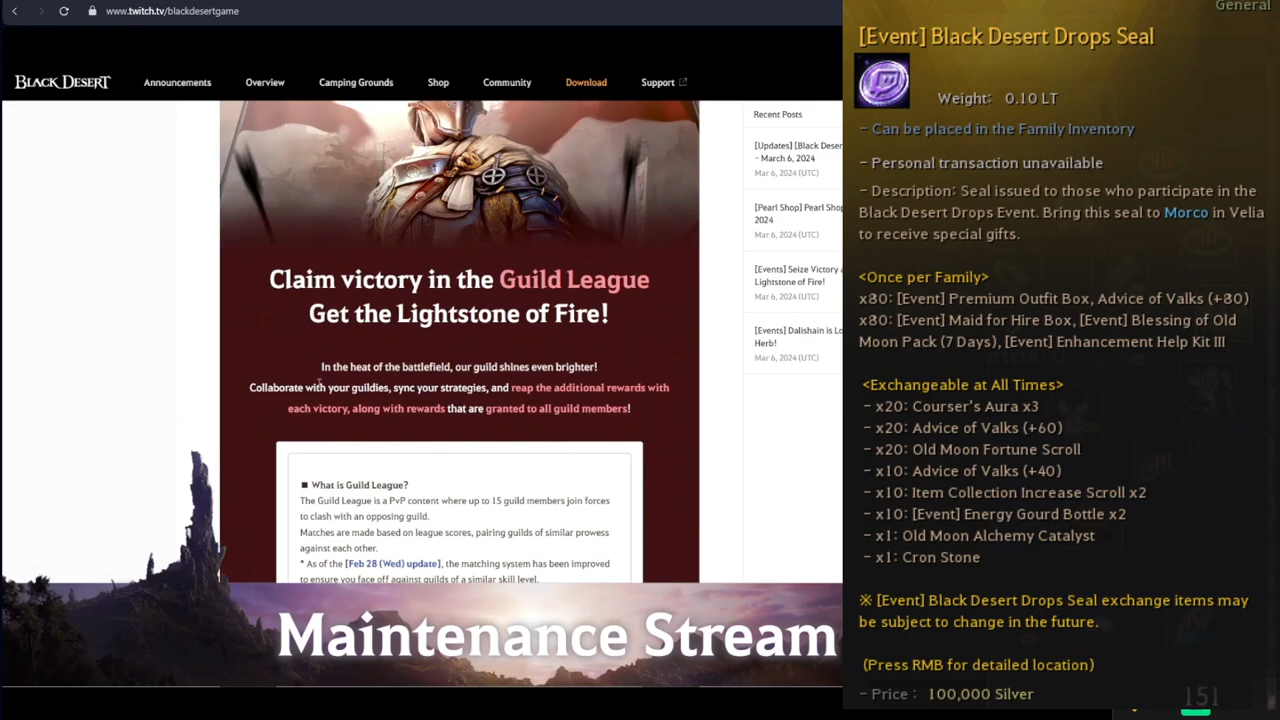 www.twitch.tv/blackdesertgame
BLACK DESERT
Announcements
Overview
Camping Grounds
Shop
Community
Download
Support
Claim victory in the Guild League
Get the Lightstone of Fire!
In the heat of the battlefield, our guild shines even brighter!
Collaborate with your guildies, sync your strategies, and reap the additional rewards with
each victory, along with rewards that are granted to all guild members!
■ What is Guild League?
The Guild League is a PvP content where up to 15 guild members join forces
to clash with an opposing guild.
Matches are made based on league scores, pairing guilds of similar prowess
against each other.
* As of the [Feb 28 (Wed) update], the matching system has been improved
to ensure you face off against guilds of a similar skill level.
Recent Posts
[Updates] [Black Deser
– March 6, 2024
Mar 6, 2024 (UTC)
[Pearl Shop] Pearl Shop
2024
Mar 6, 2024 (UTC)
[Events] Seize Victory
Lightstone of Fire!
Mar 6, 2024 (UTC)
[Events] Dalishain is Lo
Herb!
Mar 6, 2024 (UTC)
Maintenance Stream
General
[Event] Black Desert Drops Seal
Weight: 0.10 LT
- Can be placed in the Family Inventory
- Personal transaction unavailable
- Description: Seal issued to those who participate in the
Black Desert Drops Event. Bring this seal to Morco in Velia
to receive special gifts.
<Once per Family>
x80: [Event] Premium Outfit Box, Advice of Valks (+80)
x80: [Event] Maid for Hire Box, [Event] Blessing of Old
Moon Pack (7 Days), [Event] Enhancement Help Kit III
<Exchangeable at All Times>
- x20: Courser's Aura x3
- x20: Advice of Valks (+60)
- x20: Old Moon Fortune Scroll
- x10: Advice of Valks (+40)
- x10: Item Collection Increase Scroll x2
- x10: [Event] Energy Gourd Bottle x2
- x1: Old Moon Alchemy Catalyst
- x1: Cron Stone
※ [Event] Black Desert Drops Seal exchange items may
be subject to change in the future.
(Press RMB for detailed location)
- Price : 100,000 Silver
151